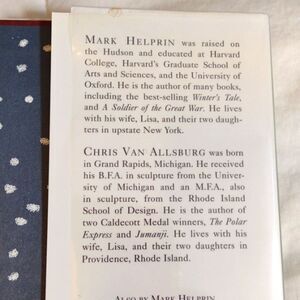 MARK HELPRIN was raised on
the Hudson and educated at Harvard
College, Harvard's Graduate School of
Arts and Sciences, and the University of
Oxford. He is the author of many books,
including the best-selling Winter's Tale,
and A Soldier of the Great War. He lives
with his wife, Lisa, and their two daugh-
ters in upstate New York.
CHRIS VAN ALLSBURG was born
in Grand Rapids, Michigan. He received
his B.F.A. in sculpture from the Univer-
sity of Michigan and an M.F.A., also
in sculpture, from the Rhode Island
School of Design. He is the author of
two Caldecott Medal winners, The Polar
Express and Jumanji. He lives with his
wife, Lisa, and their two daughters in
Providence, Rhode Island.
ALSO BY MARK HELPRIN